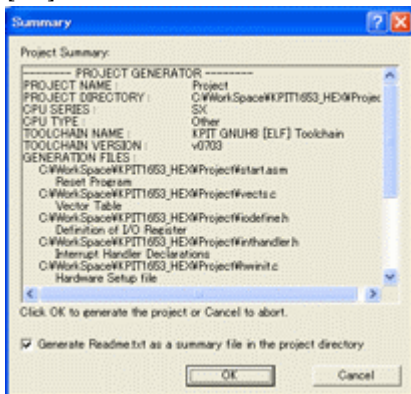 Summary
Project Summary:
-------- PROJECT GENERATOR --------
PROJECT NAME : Project
PROJECT DIRECTORY : C:¥WorkSpace¥KPIT1653_HEX¥Projec
CPU SERIES : SX
CPU TYPE : Other
TOOLCHAIN NAME : KPIT GNUH8 [ELF] Toolchain
TOOLCHAIN VERSION : v0703
GENERATION FILES :
C:¥WorkSpace¥KPIT1653_HEX¥Project¥start.asm
Reset Program
C:¥WorkSpace¥KPIT1653_HEX¥Project¥vects.c
Vector Table
C:¥WorkSpace¥KPIT1653_HEX¥Project¥iodefine.h
Definition of I/O Register
C:¥WorkSpace¥KPIT1653_HEX¥Project¥inthandler.h
Interrupt Handler Declarations
C:¥WorkSpace¥KPIT1653_HEX¥Project¥hwinit.c
Hardware Setup file
Click OK to generate the project or Cancel to abort.
Generate Readme.txt as a summary file in the project directory
OK Cancel